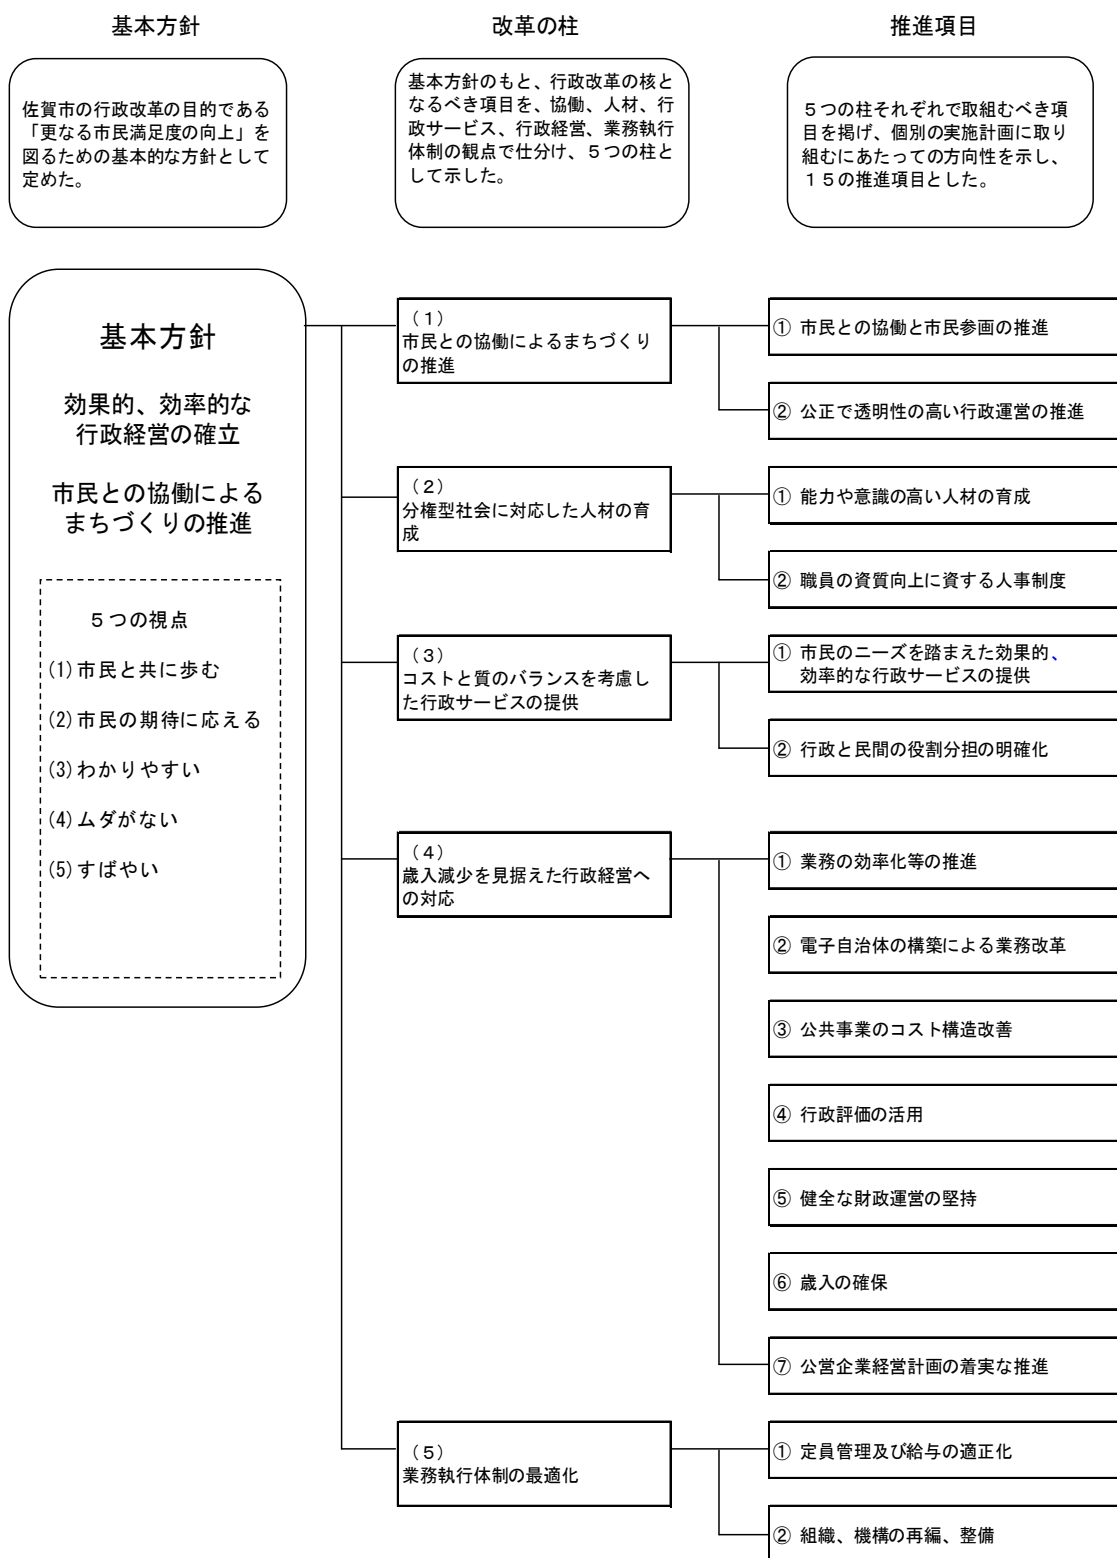 基本方針
改革の柱
推進項目
佐賀市の行政改革の目的である
「更なる市民満足度の向上」を
図るための基本的な方針として
定めた。
基本方針のもと、行政改革の核と
なるべき項目を、協働、人材、行
政サービス、行政経営、業務執行
体制の観点で仕分け、５つの柱と
して示した。
５つの柱それぞれで取組むべき項
目を掲げ、個別の実施計画に取り
組むにあたっての方向性を示し、
１５の推進項目とした。
基本方針
効果的、効率的な
行政経営の確立
市民との協働による
まちづくりの推進
５つの視点
(1)市民と共に歩む
(2)市民の期待に応える
(3)わかりやすい
(4)ムダがない
(5)すばやい
（１）
市民との協働によるまちづくり
の推進
① 市民との協働と市民参画の推進
② 公正で透明性の高い行政運営の推進
（２）
分権型社会に対応した人材の育
成
① 能力や意識の高い人材の育成
② 職員の資質向上に資する人事制度
（３）
コストと質のバランスを考慮し
た行政サービスの提供
① 市民のニーズを踏まえた効果的、
効率的な行政サービスの提供
② 行政と民間の役割分担の明確化
（４）
歳入減少を見据えた行政経営へ
の対応
① 業務の効率化等の推進
② 電子自治体の構築による業務改革
③ 公共事業のコスト構造改善
④ 行政評価の活用
⑤ 健全な財政運営の堅持
⑥ 歳入の確保
⑦ 公営企業経営計画の着実な推進
（５）
業務執行体制の最適化
① 定員管理及び給与の適正化
② 組織、機構の再編、整備